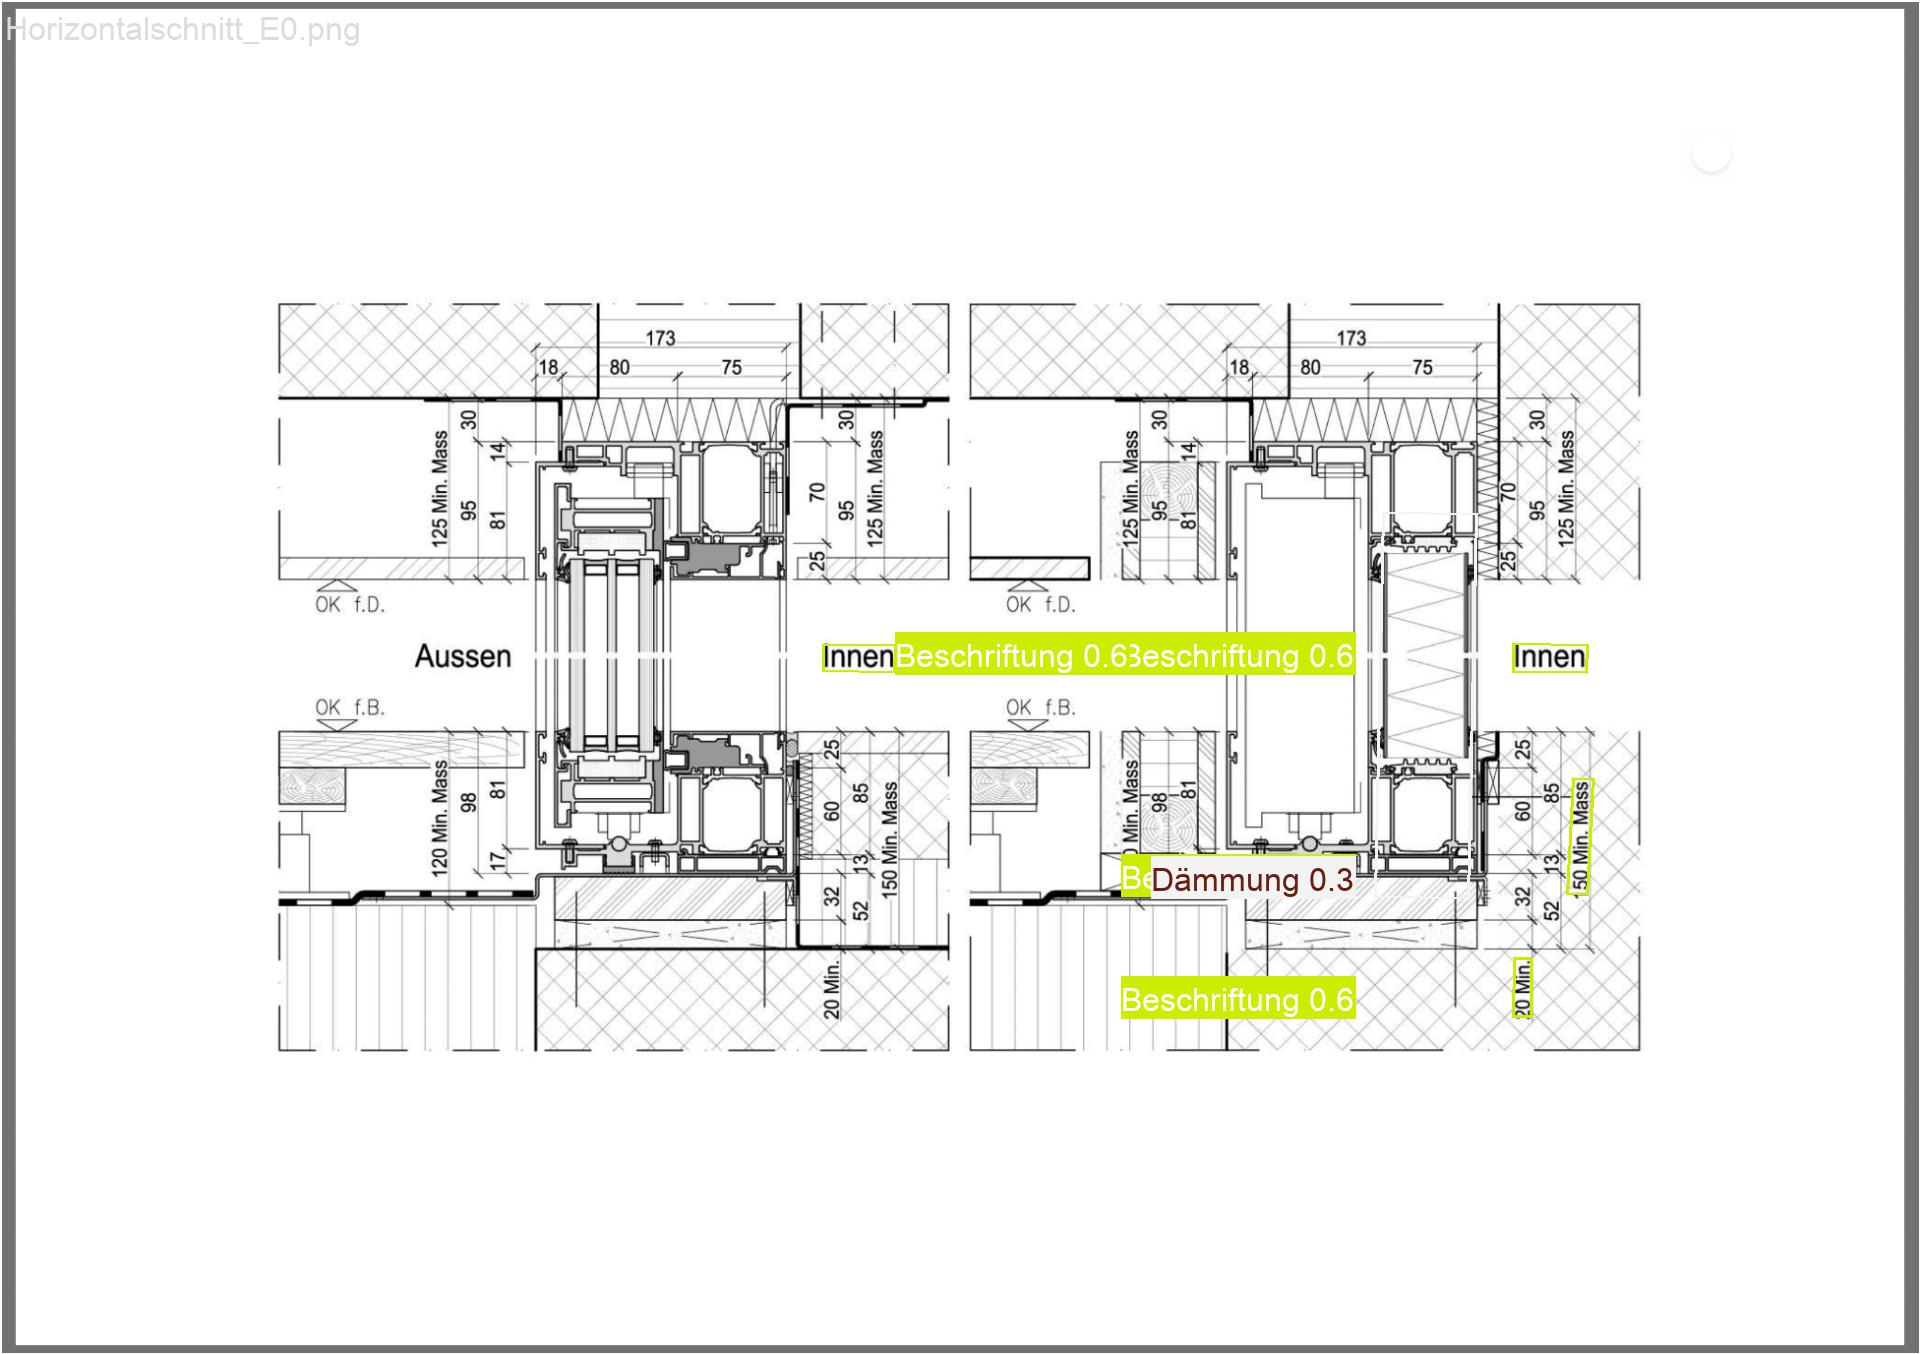 Horizontalschnitt_E0.png
173
18 80 75
30
14
125 Min. Mass
95
81
30
70
95
125 Min. Mass
25
OK f.D.
Aussen
Innen
OK f.B.
120 Min. Mass
98
81
17
25
85
60
150 Min. Mass
13
32
52
20 Min.
173
18 80 75
30
14
125 Min. Mass
95
81
30
70
95
125 Min. Mass
25
OK f.D.
Beschriftung 0.6
Beschriftung 0.6
Innen
OK f.B.
Min. Mass
98
81
25
85
60
50 Min. Mass
13
32
52
Be
Dämmung 0.3
Beschriftung 0.6
20 Min.